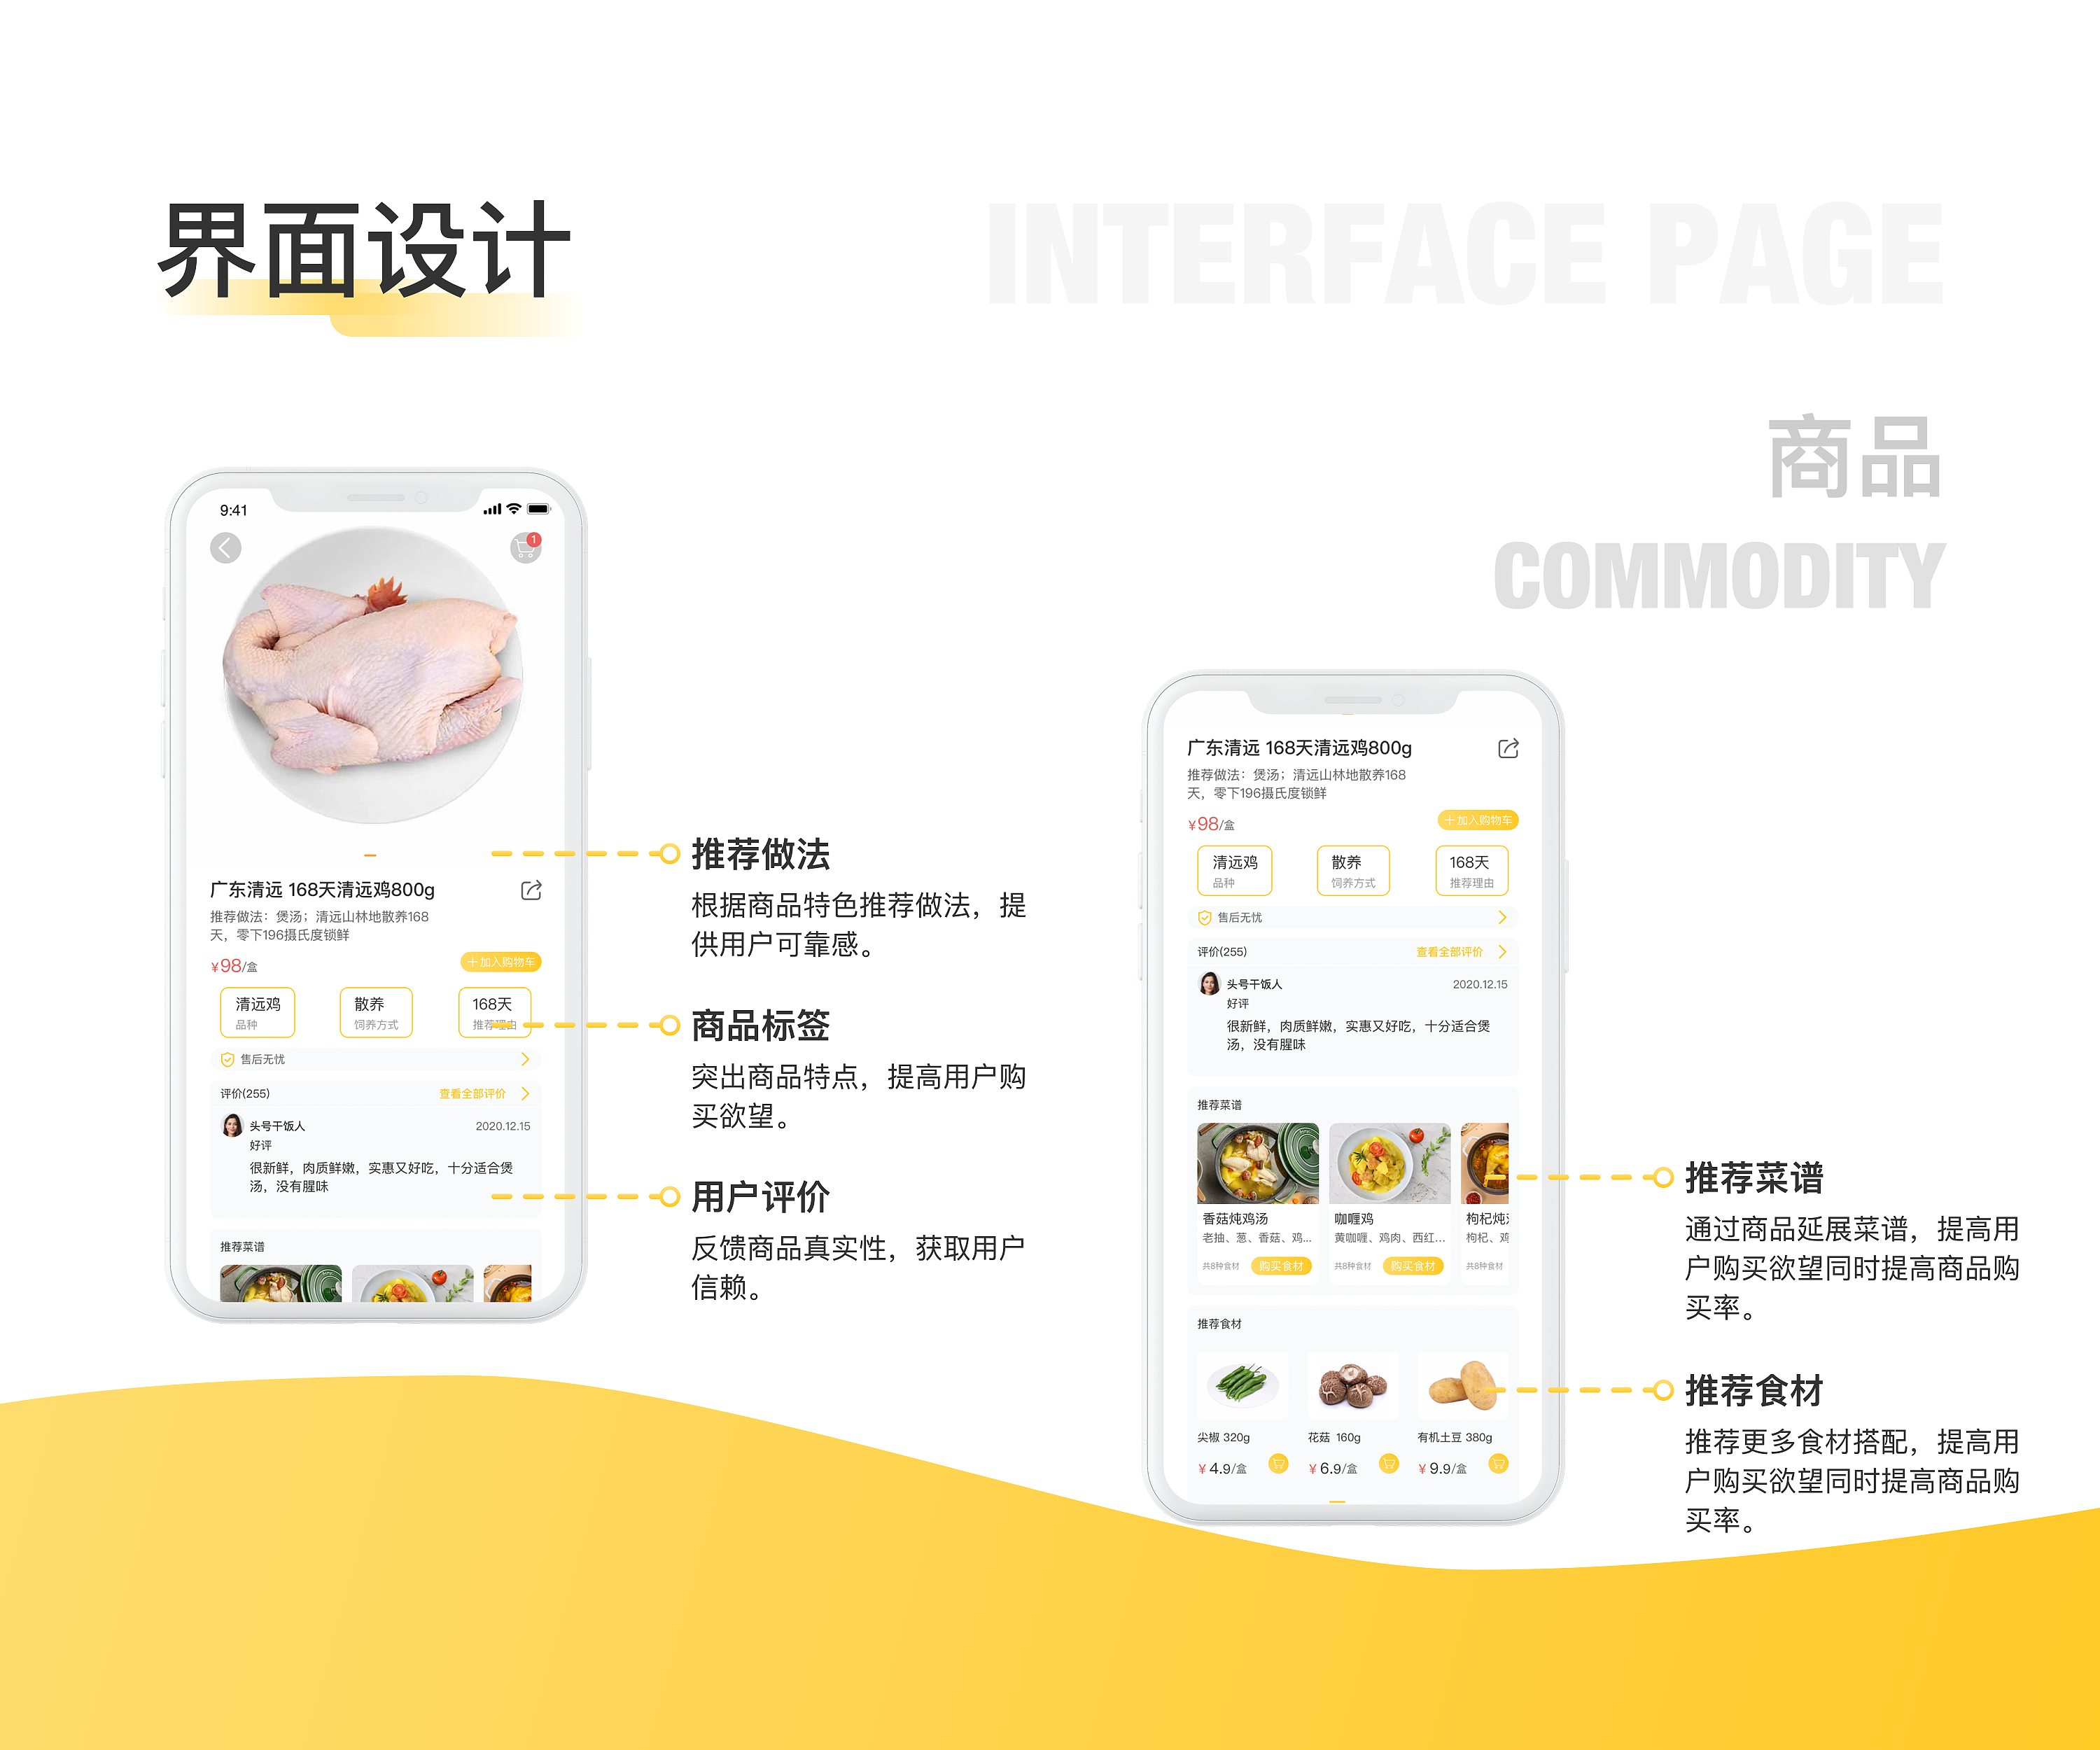 界面设计
INTERFACE PAGE
商品
COMMODITY
9:41
1
广东清远 168天清远鸡800g
推荐做法：煲汤；清远山林地散养168
天，零下196摄氏度锁鲜
¥98/盒
+加入购物车
清远鸡
品种
散养
饲养方式
168天
推荐理由
售后无忧
评价(255)
查看全部评价
头号干饭人
2020.12.15
好评
很新鲜，肉质鲜嫩，实惠又好吃，十分适合煲
汤，没有腥味
推荐菜谱
推荐做法
根据商品特色推荐做法，提
供用户可靠感。
商品标签
突出商品特点，提高用户购
买欲望。
用户评价
反馈商品真实性，获取用户
信赖。
广东清远 168天清远鸡800g
推荐做法：煲汤；清远山林地散养168
天，零下196摄氏度锁鲜
¥98/盒
+加入购物车
清远鸡
品种
散养
饲养方式
168天
推荐理由
售后无忧
评价(255)
查看全部评价
头号干饭人
2020.12.15
好评
很新鲜，肉质鲜嫩，实惠又好吃，十分适合煲
汤，没有腥味
推荐菜谱
香菇炖鸡汤
老抽、葱、香菇、鸡...
共8种食材
购买食材
咖喱鸡
黄咖喱、鸡肉、西红...
共8种食材
购买食材
枸杞炖
枸杞、鸡
共8种食材
推荐食材
尖椒 320g
¥ 4.9/盒
花菇 160g
¥ 6.9/盒
有机土豆 380g
¥ 9.9/盒
推荐菜谱
通过商品延展菜谱，提高用
户购买欲望同时提高商品购
买率。
推荐食材
推荐更多食材搭配，提高用
户购买欲望同时提高商品购
买率。